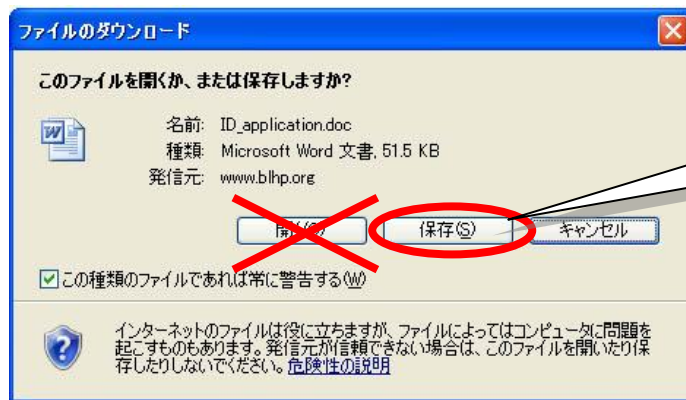 ファイルのダウンロード
このファイルを開くか、または保存しますか?
名前: ID_application.doc
種類: Microsoft Word 文書, 51.5 KB
発信元: www.blhp.org
保存(S) キャンセル
この種類のファイルであれば常に警告する(W)
インターネットのファイルは役に立ちますが、ファイルによってはコンピュータに問題を
起こすものもあります。発信元が信頼できない場合は、このファイルを開いたり保
存したりしないでください。危険性の説明